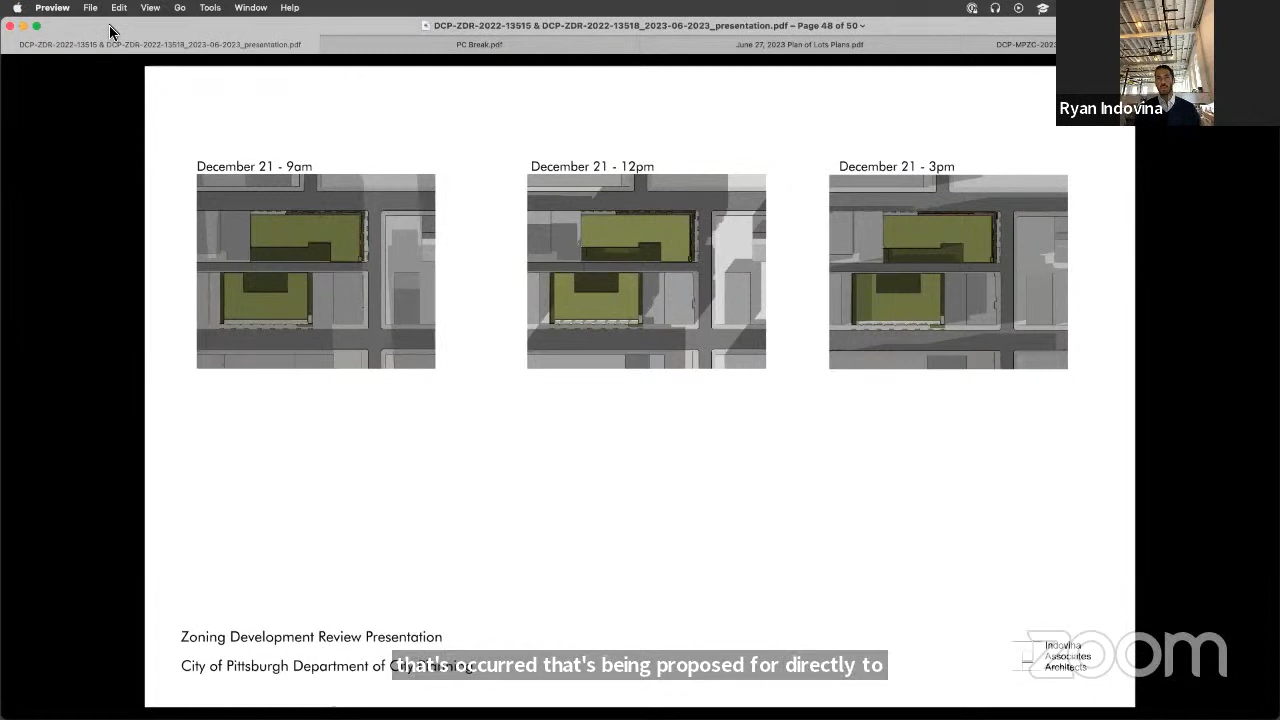 Preview File Edit View Go Tools Window Help
DCP-ZDR-2022-13515 & DCP-ZDR-2022-13518_2023-06-2023_presentation.pdf – Page 48 of 50
DCP-ZDR-2022-13515 & DCP-ZDR-2022-13518_2023-06-2023_presentation.pdf
PC Break.pdf
June 27, 2023 Plan of Lots Plans.pdf
DCP-MPZC-202
Ryan Indovina
December 21 - 9am
December 21 - 12pm
December 21 - 3pm
Zoning Development Review Presentation
City of Pittsburgh Department of
that's occurred that's being proposed for directly to
Indovina
Associates
Architects
zoom